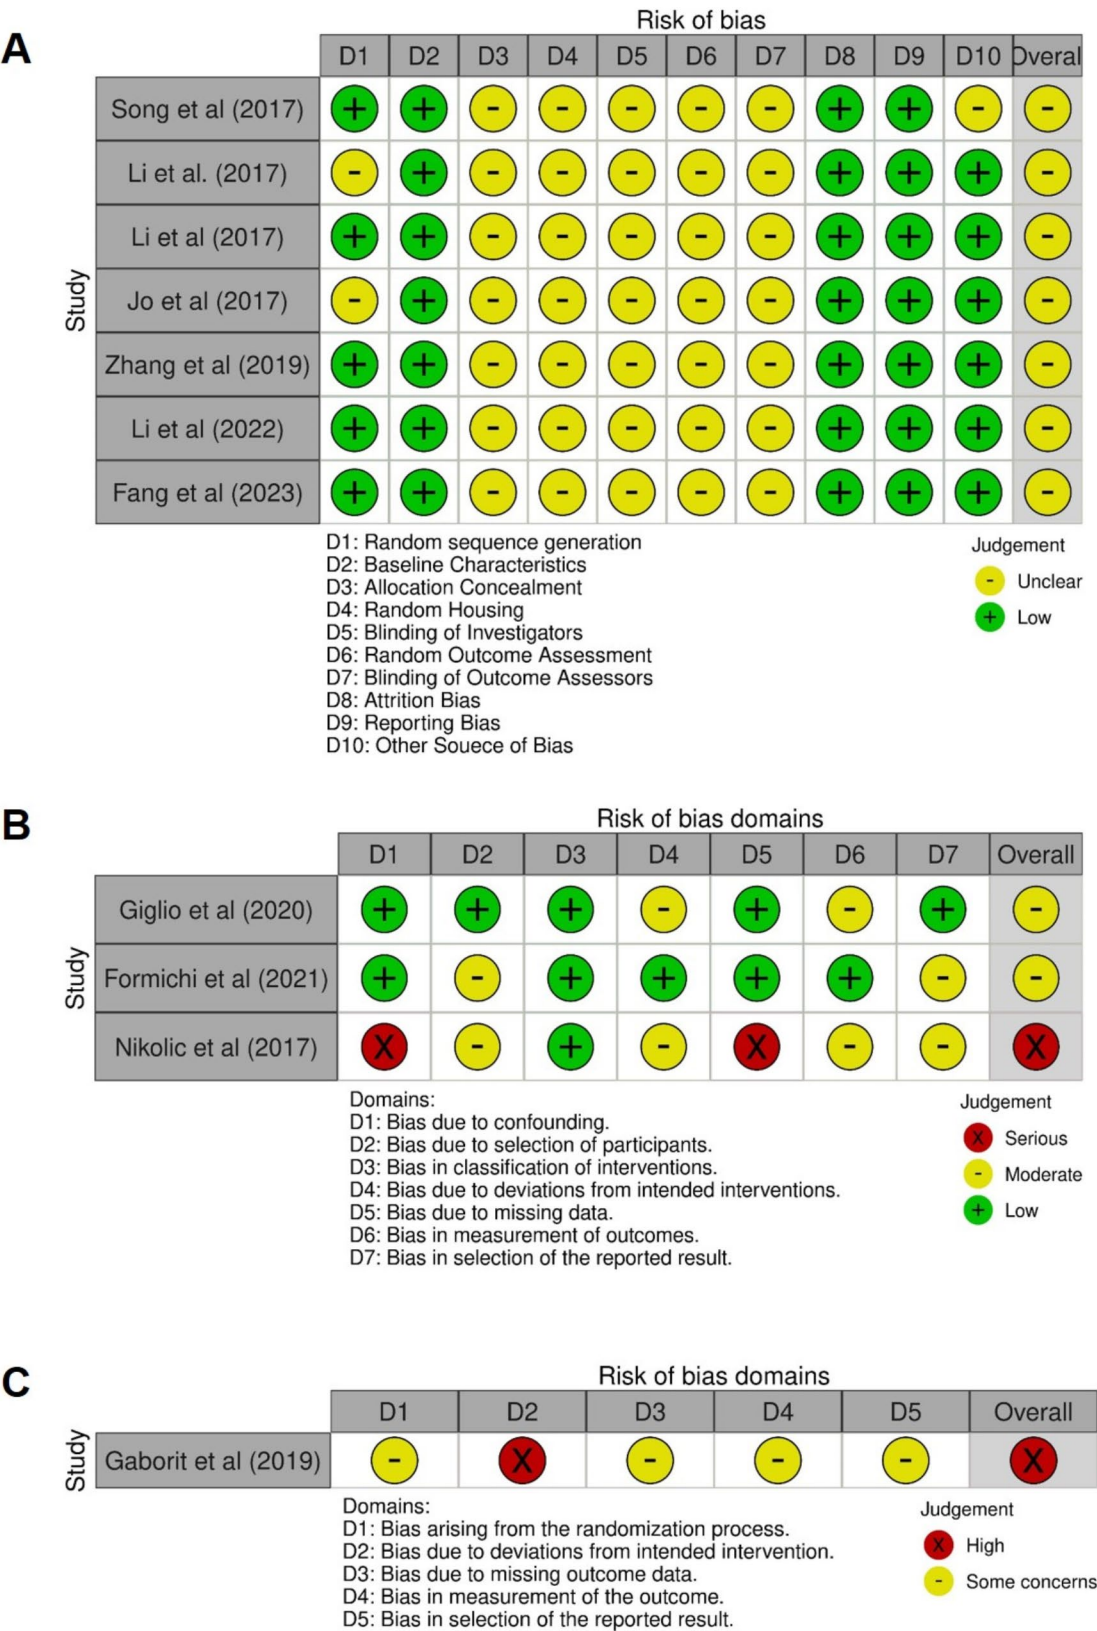 A
Risk of bias
D1 D2 D3 D4 D5 D6 D7 D8 D9 D10 Overal
Study
Song et al (2017) + + - - - - - + + - -
Li et al. (2017) - + - - - - - + + + -
Li et al (2017) + + - - - - - + + + -
Jo et al (2017) - + - - - - - + + + -
Zhang et al (2019) + + - - - - - + + + -
Li et al (2022) + + - - - - - + + + -
Fang et al (2023) + + - - - - - + + + -
D1: Random sequence generation
D2: Baseline Characteristics
D3: Allocation Concealment
D4: Random Housing
D5: Blinding of Investigators
D6: Random Outcome Assessment
D7: Blinding of Outcome Assessors
D8: Attrition Bias
D9: Reporting Bias
D10: Other Souece of Bias
Judgement
- Unclear
+ Low
B
Risk of bias domains
D1 D2 D3 D4 D5 D6 D7 Overall
Study
Giglio et al (2020) + + + - + - + -
Formichi et al (2021) + - + + + + - -
Nikolic et al (2017) X - + - X - - X
Domains:
D1: Bias due to confounding.
D2: Bias due to selection of participants.
D3: Bias in classification of interventions.
D4: Bias due to deviations from intended interventions.
D5: Bias due to missing data.
D6: Bias in measurement of outcomes.
D7: Bias in selection of the reported result.
Judgement
X Serious
- Moderate
+ Low
C
Risk of bias domains
D1 D2 D3 D4 D5 Overall
Study
Gaborit et al (2019) - X - - - X
Domains:
D1: Bias arising from the randomization process.
D2: Bias due to deviations from intended intervention.
D3: Bias due to missing outcome data.
D4: Bias in measurement of the outcome.
D5: Bias in selection of the reported result.
Judgement
X High
- Some concerns